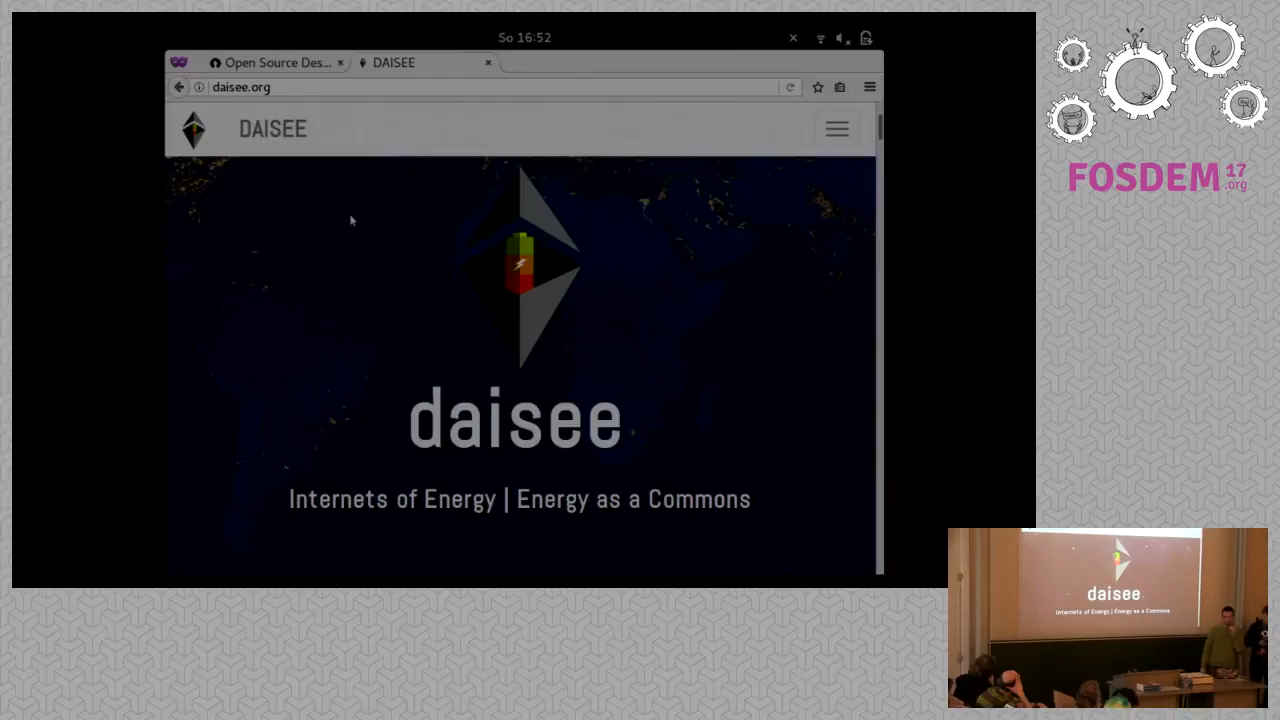 So 16:52
Open Source Des...
DAISEE
daisee.org
DAISEE
daisee
Internets of Energy | Energy as a Commons
FOSDEM 17
.org
daisee
Internets of Energy | Energy as a Commons